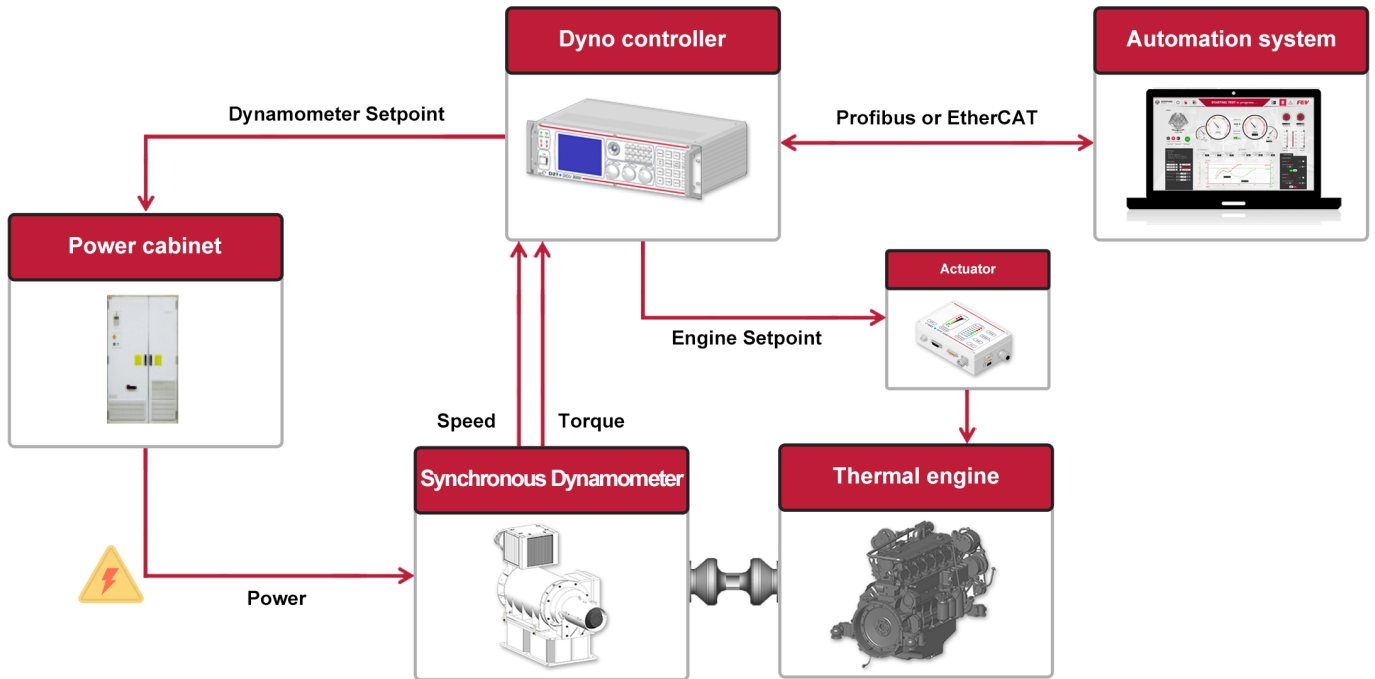 Dyno controller
Automation system
Dynamometer Setpoint
Profibus or EtherCAT
Power cabinet
Actuator
Engine Setpoint
Speed
Torque
Synchronous Dynamometer
Thermal engine
Power